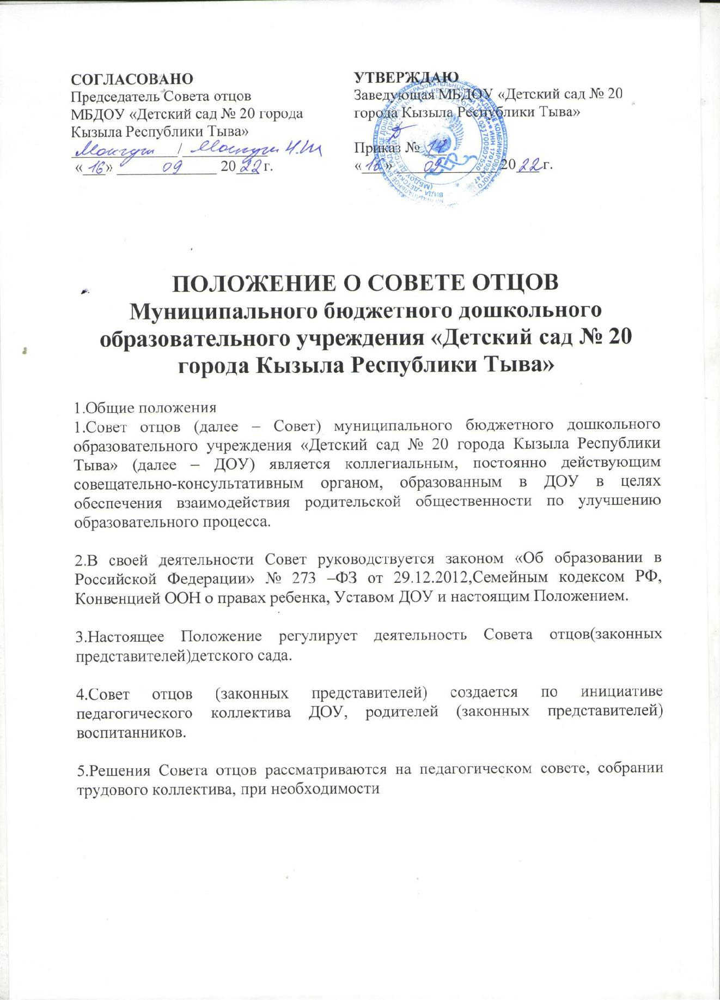 СОГЛАСОВАНО
Председатель Совета отцов
МБДОУ «Детский сад № 20 города
Кызыла Республики Тыва»
Монгуш / Монгуш Ч.Ш
«16» 09 2022 г.
УТВЕРЖДАЮ
Заведующая МБДОУ «Детский сад № 20
города Кызыла Республики Тыва»
Приказ № 14
«16» 09 2022 г.
ПОЛОЖЕНИЕ О СОВЕТЕ ОТЦОВ
Муниципального бюджетного дошкольного
образовательного учреждения «Детский сад № 20
города Кызыла Республики Тыва»
1.Общие положения
1.Совет отцов (далее – Совет) муниципального бюджетного дошкольного
образовательного учреждения «Детский сад № 20 города Кызыла Республики
Тыва» (далее – ДОУ) является коллегиальным, постоянно действующим
совещательно-консультативным органом, образованным в ДОУ в целях
обеспечения взаимодействия родительской общественности по улучшению
образовательного процесса.
2.В своей деятельности Совет руководствуется законом «Об образовании в
Российской Федерации» № 273 –ФЗ от 29.12.2012,Семейным кодексом РФ,
Конвенцией ООН о правах ребенка, Уставом ДОУ и настоящим Положением.
3.Настоящее Положение регулирует деятельность Совета отцов(законных
представителей)детского сада.
4.Совет отцов (законных представителей) создается по инициативе
педагогического коллектива ДОУ, родителей (законных представителей)
воспитанников.
5.Решения Совета отцов рассматриваются на педагогическом совете, собрании
трудового коллектива, при необходимости